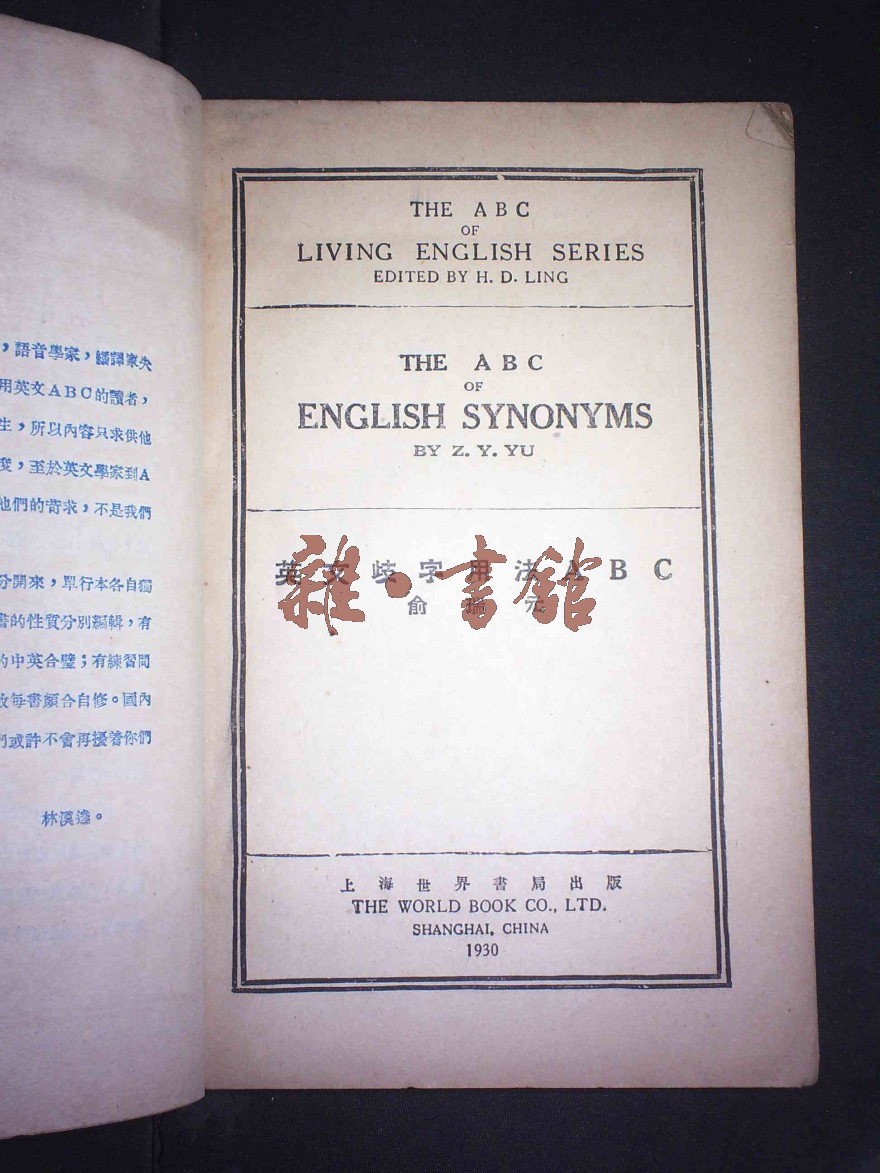 ，語音學家，繙譯家央
用英文ABC的讀者，
生，所以內容只求供他
度，至於英文學家到A
他們的苛求，不是我們
分開來，單行本各自獨
書的性質分別編輯，有
的中英合璧；有練習問
故每書頗合自修。國內
們或許不會再擾著你們
林漢達。
THE ABC
OF
LIVING ENGLISH SERIES
EDITED BY H. D. LING
THE ABC
OF
ENGLISH SYNONYMS
BY Z. Y. YU
英文歧字用法ABC
俞元
雜·書館
上海世界書局出版
THE WORLD BOOK CO., LTD.
SHANGHAI, CHINA
1930